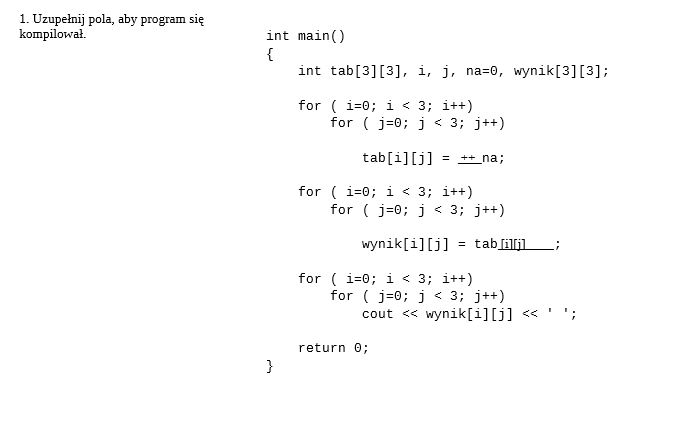 1. Uzupełnij pola, aby program się
kompilował.
int main()
{
int tab[3][3], i, j, na=0, wynik[3][3];
for ( i=0; i < 3; i++)
for ( j=0; j < 3; j++)
tab[i][j] = ++ na;
for ( i=0; i < 3; i++)
for ( j=0; j < 3; j++)
wynik[i][j] = tab[i][j] ;
for ( i=0; i < 3; i++)
for ( j=0; j < 3; j++)
cout << wynik[i][j] << ' ';
return 0;
}